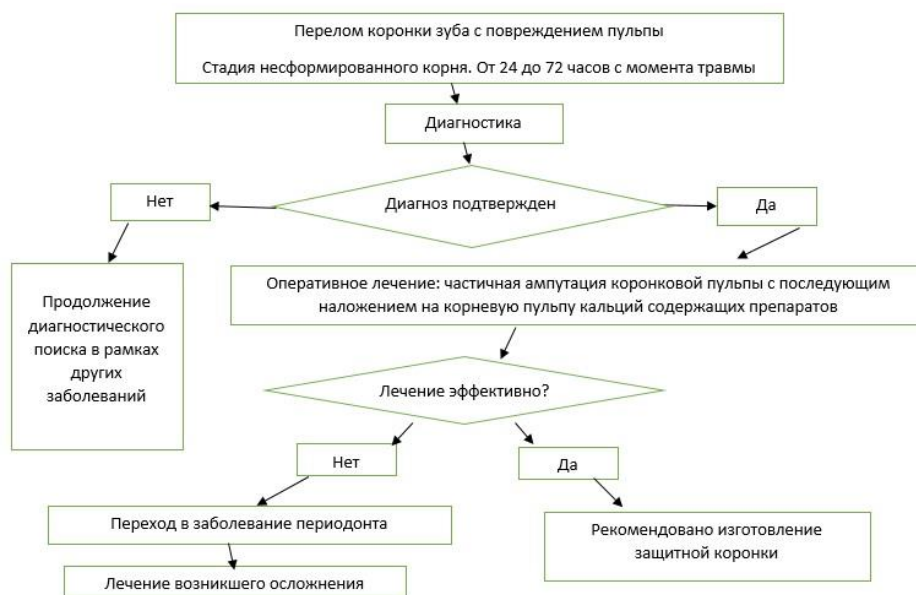 Перелом коронки зуба с повреждением пульпы
Стадия несформированного корня. От 24 до 72 часов с момента травмы
Диагностика
Диагноз подтвержден
Нет
Да
Продолжение
диагностического
поиска в рамках
других
заболеваний
Оперативное лечение: частичная ампутация коронковой пульпы с последующим
наложением на корневую пульпу кальций содержащих препаратов
Лечение эффективно?
Нет
Да
Переход в заболевание периодонта
Рекомендовано изготовление
защитной коронки
Лечение возникшего осложнения